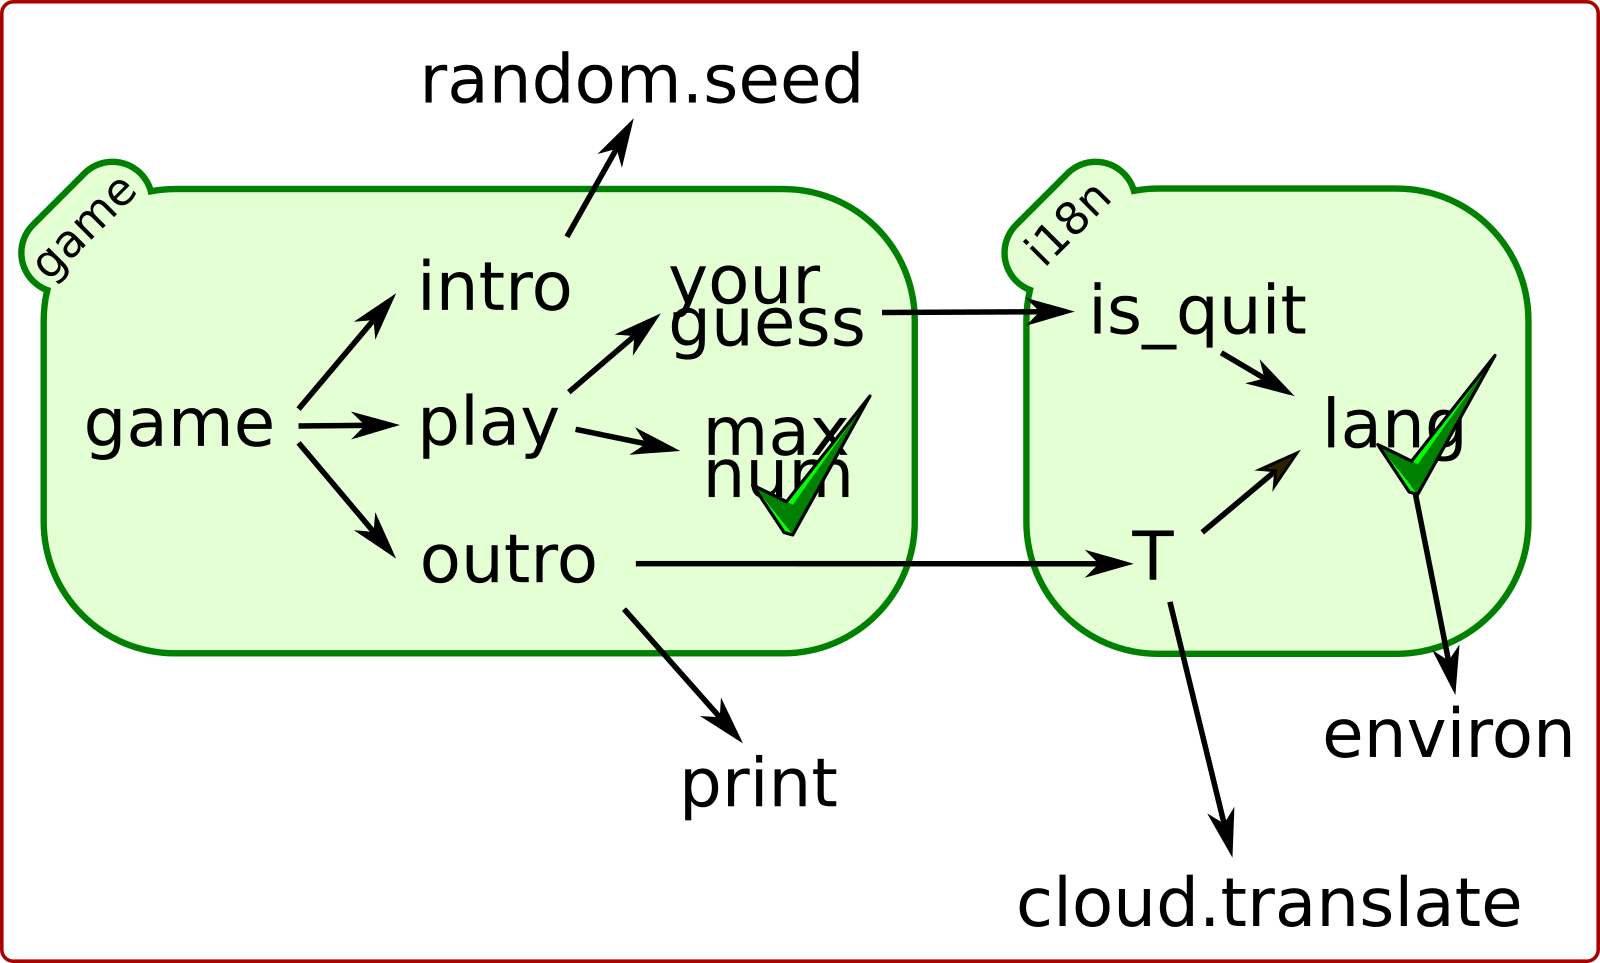 random.seed
game
i18n
intro
your
guess
is_quit
game
play
max
num
lang
outro
T
print
environ
cloud.translate